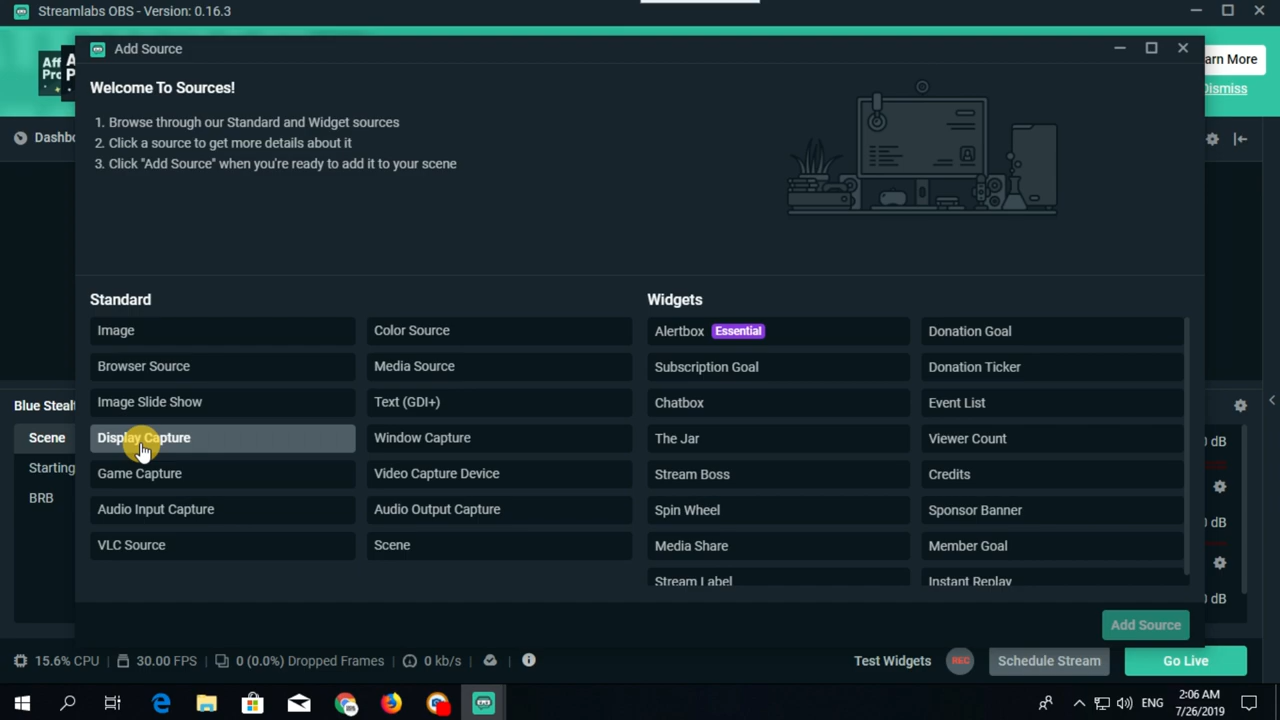 Streamlabs OBS - Version: 0.16.3
Add Source
arn More
Dismiss
Welcome To Sources!
1. Browse through our Standard and Widget sources
2. Click a source to get more details about it
3. Click "Add Source" when you're ready to add it to your scene
Standard
Image
Color Source
Browser Source
Media Source
Image Slide Show
Text (GDI+)
Display Capture
Window Capture
Game Capture
Video Capture Device
Audio Input Capture
Audio Output Capture
VLC Source
Scene
Widgets
Alertbox Essential
Donation Goal
Subscription Goal
Donation Ticker
Chatbox
Event List
The Jar
Viewer Count
Stream Boss
Credits
Spin Wheel
Sponsor Banner
Media Share
Member Goal
Stream Label
Instant Replay
Add Source
Dashbo
Blue Stealt
Scene
Starting
BRB
dB
dB
dB
15.6% CPU
30.00 FPS
0 (0.0%) Dropped Frames
0 kb/s
Test Widgets
REC
Schedule Stream
Go Live
ENG
2:06 AM
7/26/2019